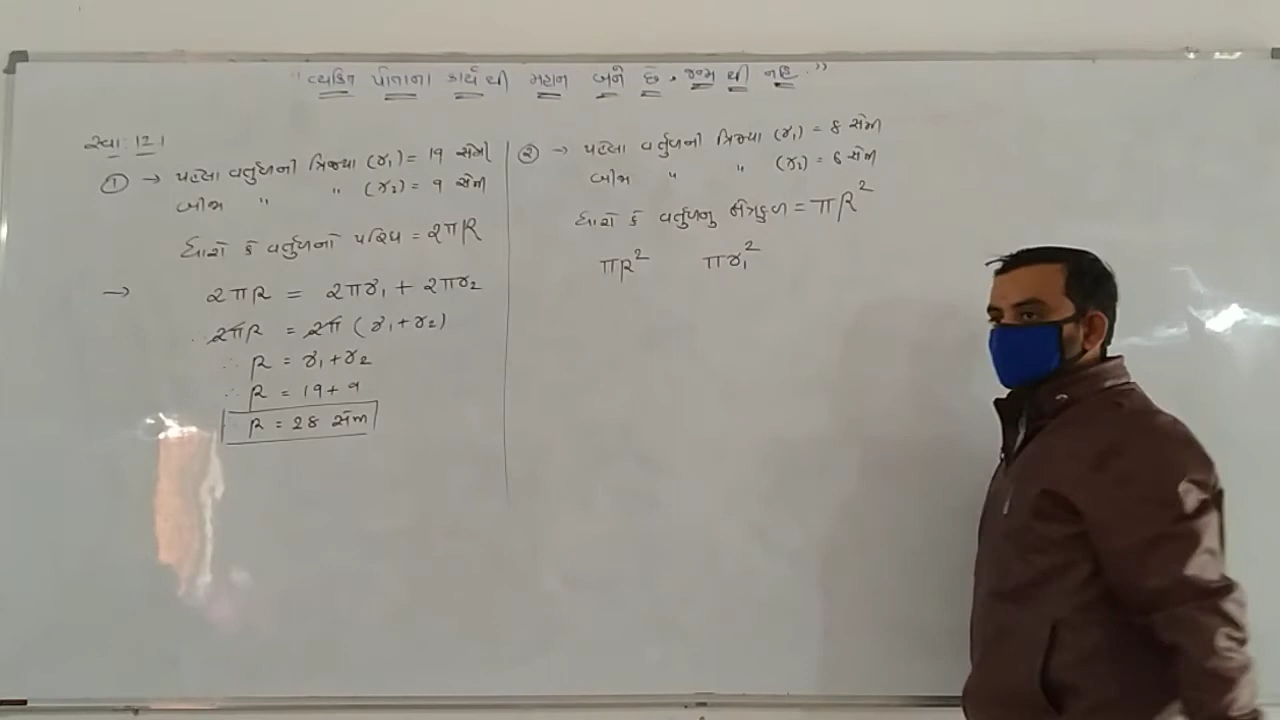 "વ્યકિત પોતાના કાર્ય થી મહાન બને છે, જન્મ થી નહિ."
સ્વા: 12.1
① → પહેલા વર્તુળની ત્રિજ્યા (r₁) = 19 સેમી
બીજા " " (r₂) = 9 સેમી
ધારો કે વર્તુળનો પરિઘ = 2πR
→ 2πR = 2πr₁ + 2πr₂
∴ 2πR = 2π (r₁+r₂)
∴ R = r₁+r₂
∴ R = 19+9
∴ R = 28 સેમી
② → પહેલા વર્તુળની ત્રિજ્યા (r₁) = 8 સેમી
બીજા " " (r₂) = 6 સેમી
ધારો કે વર્તુળનુ ક્ષેત્રફળ = πR²
πR² πr₁²